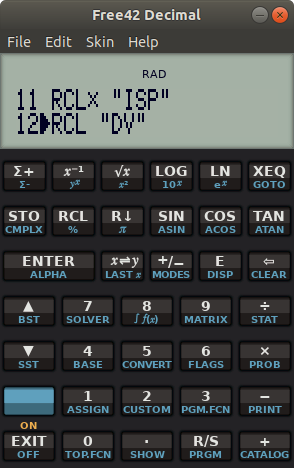 Free42 Decimal
File Edit Skin Help
RAD
11 RCL× "ISP"
12▸RCL "DV"
Σ+ x⁻¹ √x LOG LN XEQ
Σ- yˣ x² 10ˣ eˣ GOTO
STO RCL R↓ SIN COS TAN
CMPLX % π ASIN ACOS ATAN
ENTER x⇄y +/− E ⇦
ALPHA LAST x MODES DISP CLEAR
▲ 7 8 9 ÷
BST SOLVER ∫f(x) MATRIX STAT
▼ 4 5 6 ×
SST BASE CONVERT FLAGS PROB
1 2 3 −
ASSIGN CUSTOM PGM.FCN PRINT
ON
EXIT 0 · R/S +
OFF TOP.FCN SHOW PRGM CATALOG